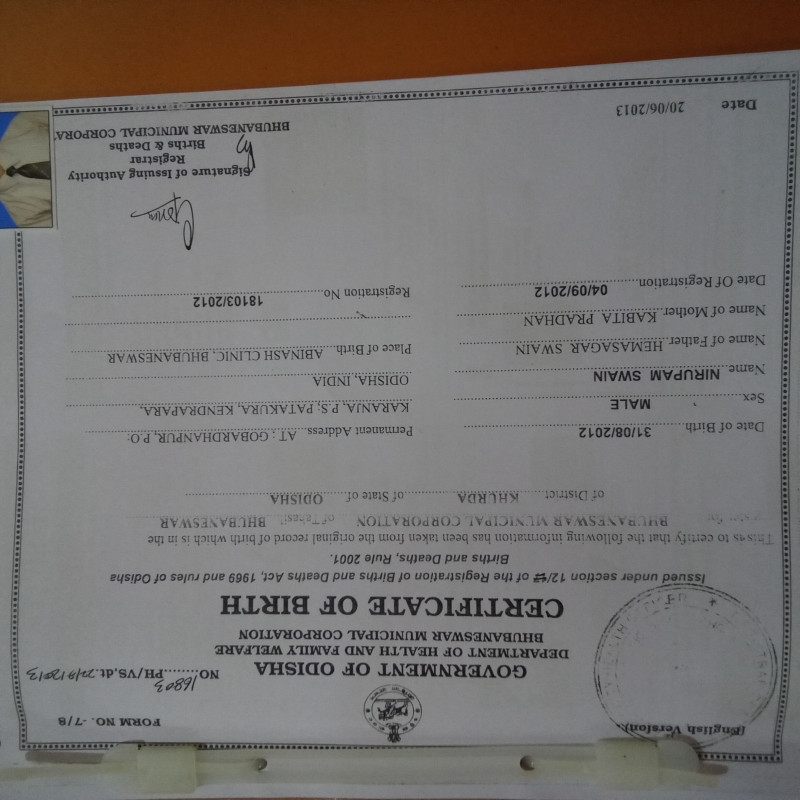 (English Version)
FORM NO. -7/8
GOVERNMENT OF ODISHA
NO. 16803 PH/VS,dt.
DEPARTMENT OF HEALTH AND FAMILY WELFARE
BHUBANESWAR MUNICIPAL CORPORATION
CERTIFICATE OF BIRTH
Issued under section 12/ of the Registration of Births and Deaths Act, 1969 and rules of Odisha
Births and Deaths, Rule 2001.
This is to certify that the following information has been taken from the original record of birth which is in the
BHUBANESWAR MUNICIPAL CORPORATION of BHUBANESWAR
of District KHURDA of State of ODISHA
Date of Birth 31/08/2012
Sex MALE
Name NIRUPAM SWAIN
Name of Father HEMASAGAR SWAIN
Name of Mother KABITA PRADHAN
Date Of Registration 04/09/2012
Permanent Address AT : GOBARDHANPUR, P.O:
KARANJA, P.S; PATAKURA, KENDRAPARA,
ODISHA, INDIA
Place of Birth ABINASH CLINIC, BHUBANESWAR
Registration No. 18103/2012
Signature of Issuing Authority
Registrar
Births & Deaths
BHUBANESWAR MUNICIPAL CORPORA
Date 20/06/2013